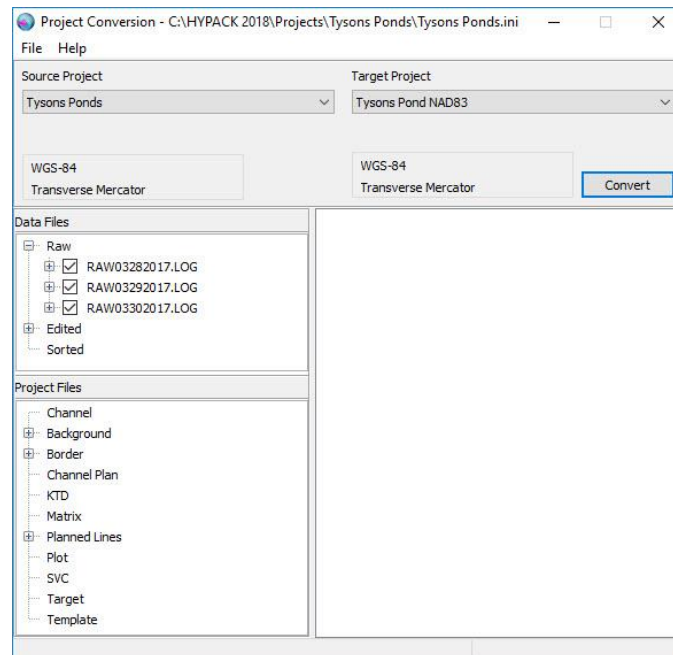 Project Conversion - C:\HYPACK 2018\Projects\Tysons Ponds\Tysons Ponds.ini
File Help
Source Project
Target Project
Tysons Ponds
Tysons Pond NAD83
WGS-84
Transverse Mercator
WGS-84
Transverse Mercator
Convert
Data Files
Raw
RAW03282017.LOG
RAW03292017.LOG
RAW03302017.LOG
Edited
Sorted
Project Files
Channel
Background
Border
Channel Plan
KTD
Matrix
Planned Lines
Plot
SVC
Target
Template